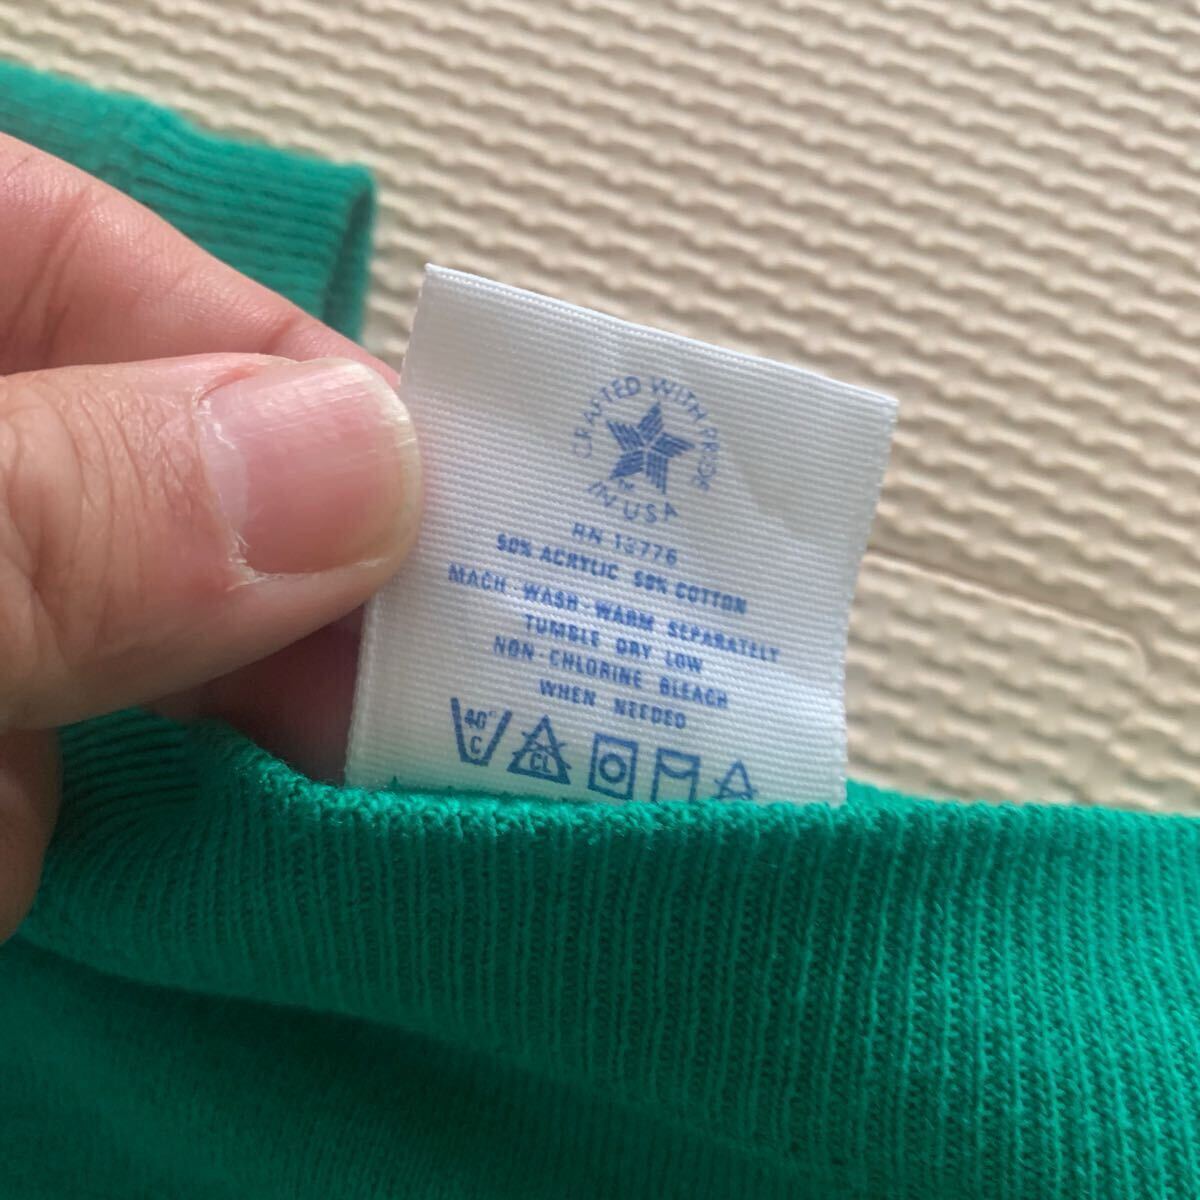 CRAFTED WITH PRIDE
IN USA
RN 13776
50% ACRYLIC 50% COTTON
MACH-WASH-WARM SEPARATELY
TUMBLE DRY LOW
NON-CHLORINE BLEACH
WHEN NEEDED
40°
C
CL